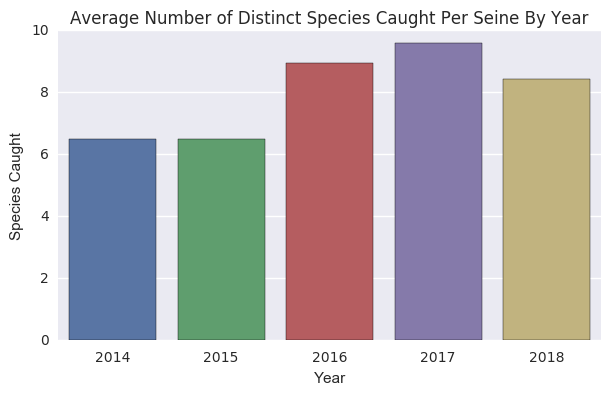 Average Number of Distinct Species Caught Per Seine By Year
10
8
6
4
2
0
Species Caught
2014 2015 2016 2017 2018
Year